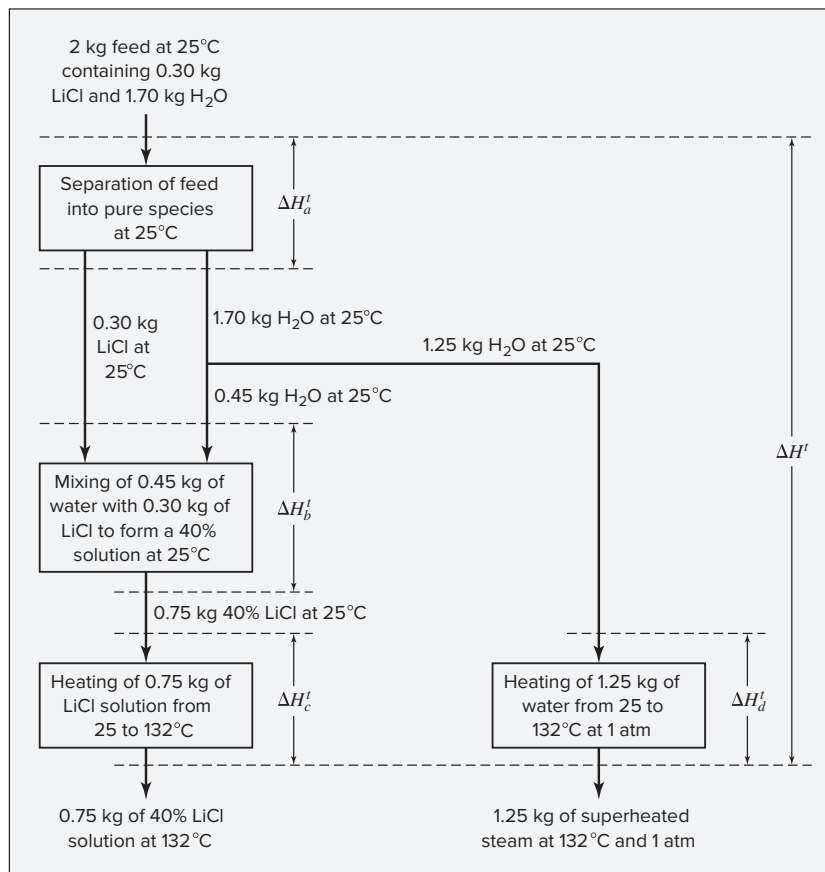 2 kg feed at 25°C
containing 0.30 kg
LiCl and 1.70 kg H₂O
Separation of feed
into pure species
at 25°C
ΔHₐᵗ
0.30 kg
LiCl at
25°C
1.70 kg H₂O at 25°C
1.25 kg H₂O at 25°C
0.45 kg H₂O at 25°C
ΔHᵗ
Mixing of 0.45 kg of
water with 0.30 kg of
LiCl to form a 40%
solution at 25°C
ΔH_bᵗ
0.75 kg 40% LiCl at 25°C
Heating of 0.75 kg of
LiCl solution from
25 to 132°C
ΔH_cᵗ
Heating of 1.25 kg of
water from 25 to
132°C at 1 atm
ΔH_dᵗ
0.75 kg of 40% LiCl
solution at 132°C
1.25 kg of superheated
steam at 132°C and 1 atm